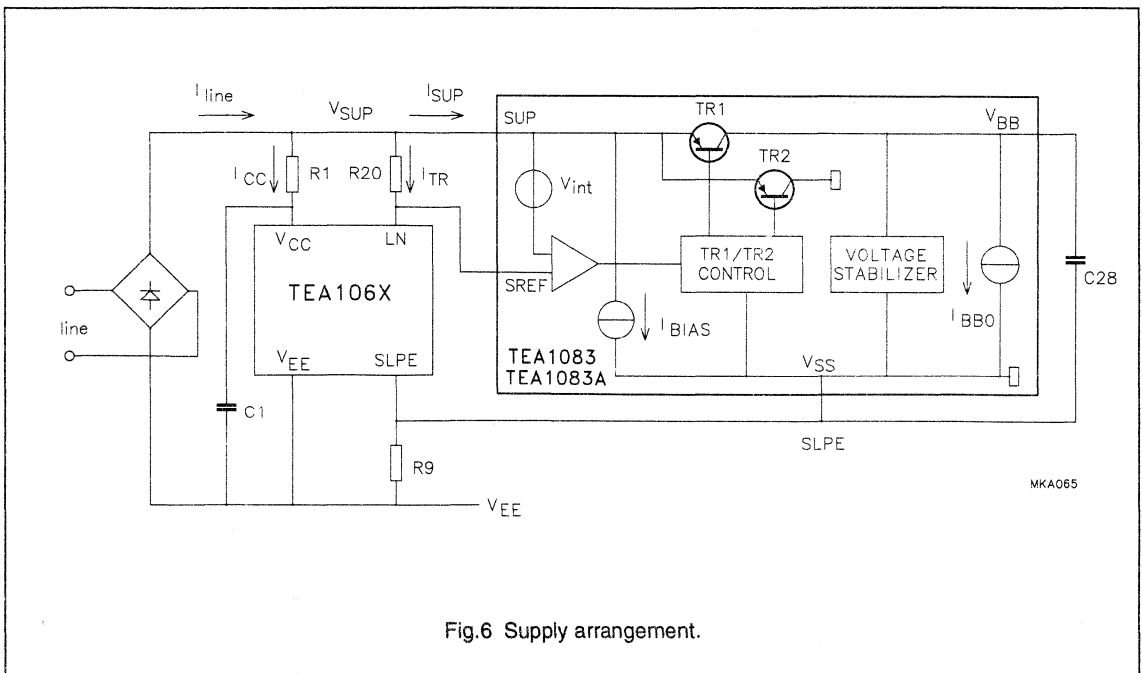 I line
V SUP
I SUP
SUP
TR1
V BB
TR2
I CC
R1
R20
I TR
V int
V CC
LN
TR1/TR2
CONTROL
VOLTAGE
STABILIZER
C28
SREF
TEA106X
I BIAS
I BBO
line
V EE
SLPE
TEA1083
TEA1083A
V SS
C1
SLPE
R9
MKA065
V EE
Fig.6 Supply arrangement.